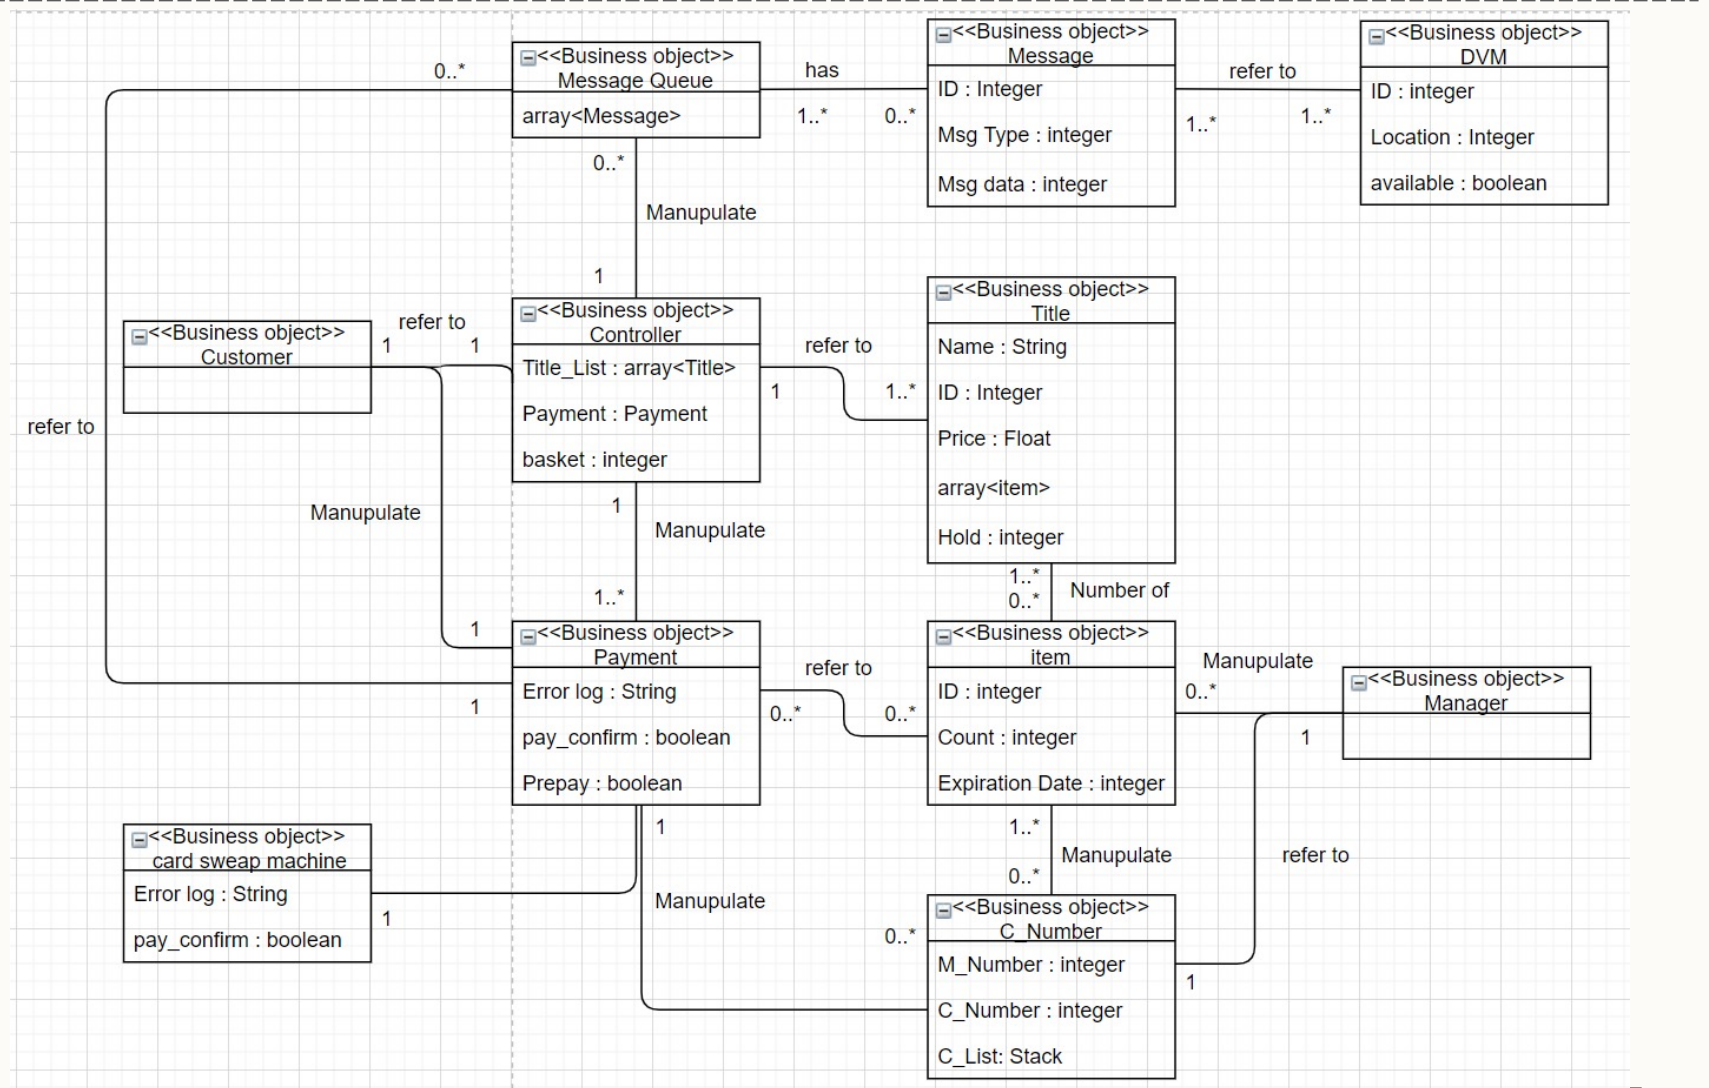 <<Business object>>
Message Queue
array<Message>
0..*
has
1..*
0..*
<<Business object>>
Message
ID : Integer
Msg Type : integer
Msg data : integer
refer to
1..*
1..*
<<Business object>>
DVM
ID : integer
Location : Integer
available : boolean
0..*
Manupulate
1
<<Business object>>
Customer
1
refer to
1
<<Business object>>
Controller
Title_List : array<Title>
Payment : Payment
basket : integer
refer to
1
1..*
<<Business object>>
Title
Name : String
ID : Integer
Price : Float
array<item>
Hold : integer
refer to
Manupulate
1
1
Manupulate
1..*
1..*
0..*
Number of
<<Business object>>
Payment
Error log : String
pay_confirm : boolean
Prepay : boolean
1
refer to
0..*
0..*
<<Business object>>
item
ID : integer
Count : integer
Expiration Date : integer
Manupulate
0..*
1
<<Business object>>
Manager
<<Business object>>
card sweap machine
Error log : String
pay_confirm : boolean
1
1
Manupulate
0..*
1..*
Manupulate
0..*
refer to
<<Business object>>
C_Number
M_Number : integer
C_Number : integer
C_List: Stack
1